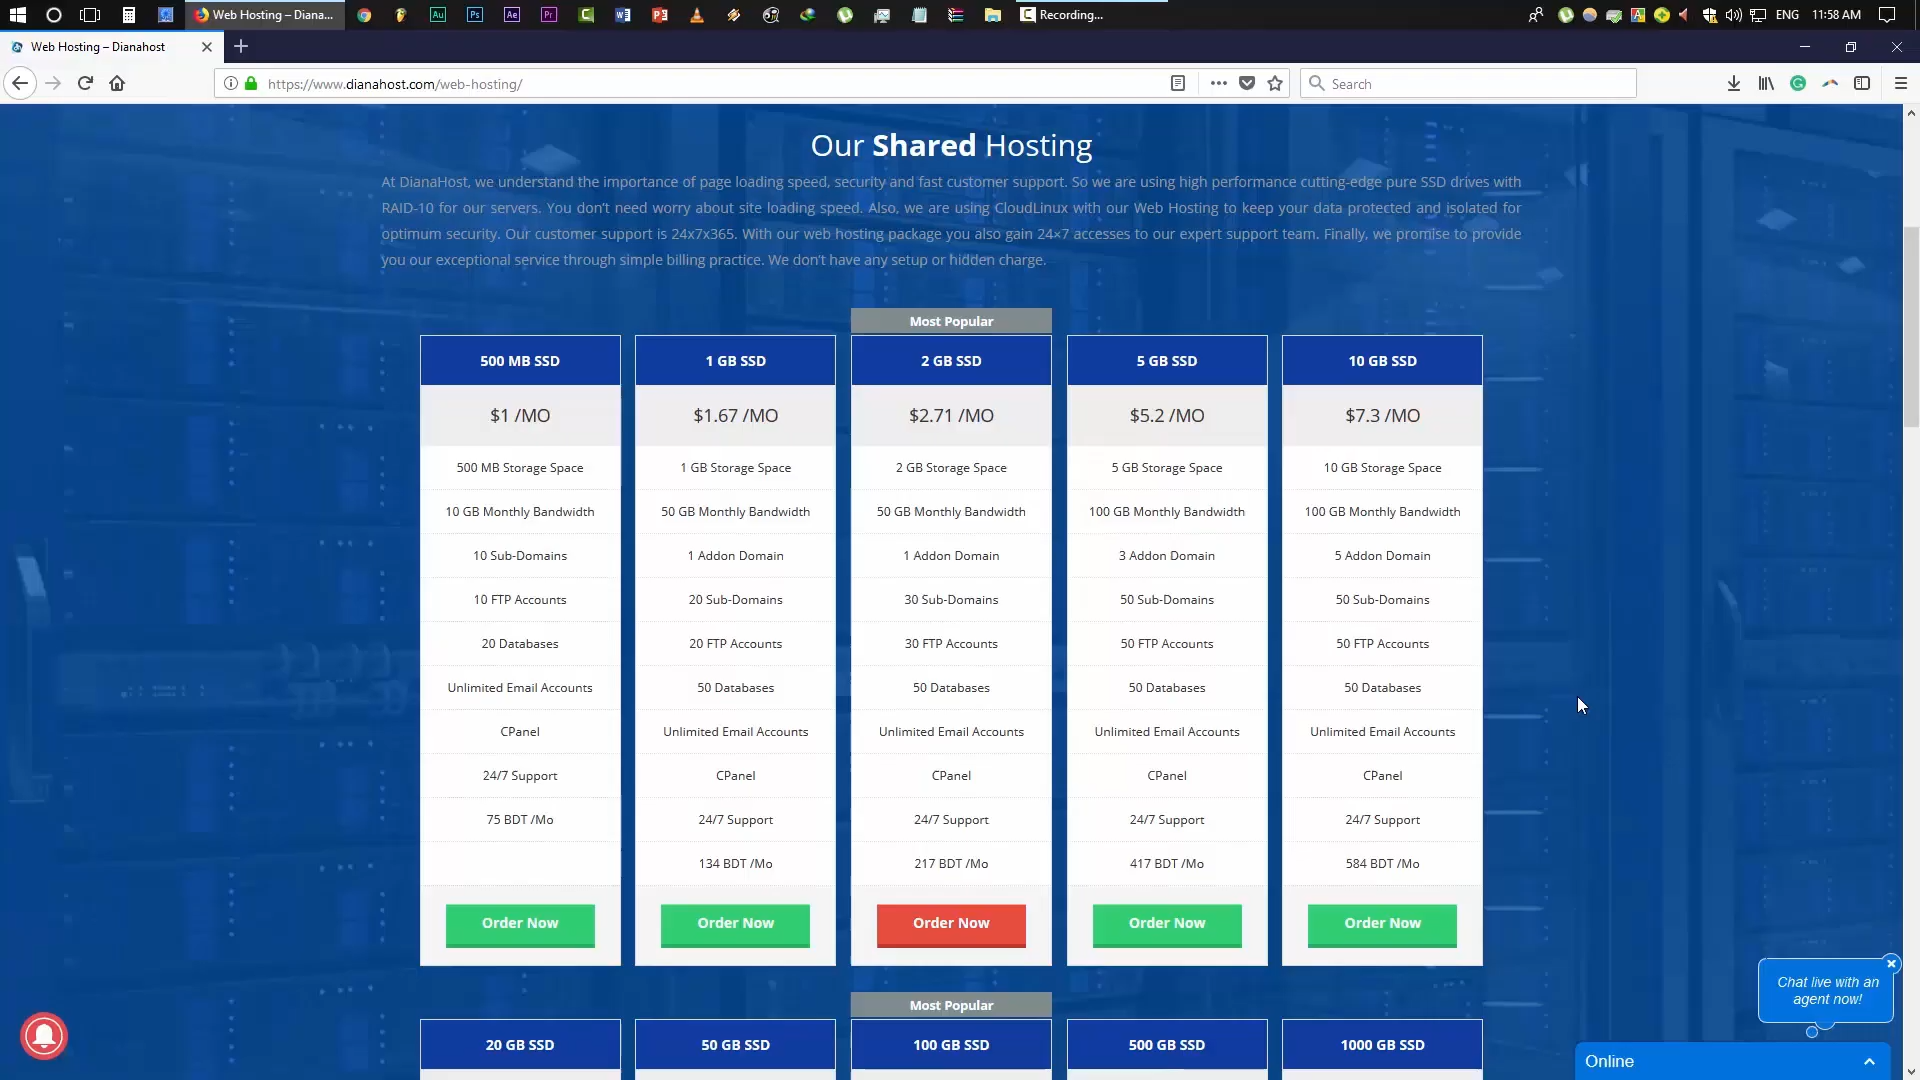 Web Hosting – Diana...
Recording...
ENG
11:58 AM
Web Hosting – Dianahost
https://www.dianahost.com/web-hosting/
Search
Our Shared Hosting
At DianaHost, we understand the importance of page loading speed, security and fast customer support. So we are using high performance cutting-edge pure SSD drives with
RAID-10 for our servers. You don’t need worry about site loading speed. Also, we are using CloudLinux with our Web Hosting to keep your data protected and isolated for
optimum security. Our customer support is 24x7x365. With our web hosting package you also gain 24×7 accesses to our expert support team. Finally, we promise to provide
you our exceptional service through simple billing practice. We don’t have any setup or hidden charge.
500 MB SSD
$1 /MO
500 MB Storage Space
10 GB Monthly Bandwidth
10 Sub-Domains
10 FTP Accounts
20 Databases
Unlimited Email Accounts
CPanel
24/7 Support
75 BDT /Mo
Order Now
1 GB SSD
$1.67 /MO
1 GB Storage Space
50 GB Monthly Bandwidth
1 Addon Domain
20 Sub-Domains
20 FTP Accounts
50 Databases
Unlimited Email Accounts
CPanel
24/7 Support
134 BDT /Mo
Order Now
Most Popular
2 GB SSD
$2.71 /MO
2 GB Storage Space
50 GB Monthly Bandwidth
1 Addon Domain
30 Sub-Domains
30 FTP Accounts
50 Databases
Unlimited Email Accounts
CPanel
24/7 Support
217 BDT /Mo
Order Now
5 GB SSD
$5.2 /MO
5 GB Storage Space
100 GB Monthly Bandwidth
3 Addon Domain
50 Sub-Domains
50 FTP Accounts
50 Databases
Unlimited Email Accounts
CPanel
24/7 Support
417 BDT /Mo
Order Now
10 GB SSD
$7.3 /MO
10 GB Storage Space
100 GB Monthly Bandwidth
5 Addon Domain
50 Sub-Domains
50 FTP Accounts
50 Databases
Unlimited Email Accounts
CPanel
24/7 Support
584 BDT /Mo
Order Now
20 GB SSD
50 GB SSD
Most Popular
100 GB SSD
500 GB SSD
1000 GB SSD
Chat live with an
agent now!
Online